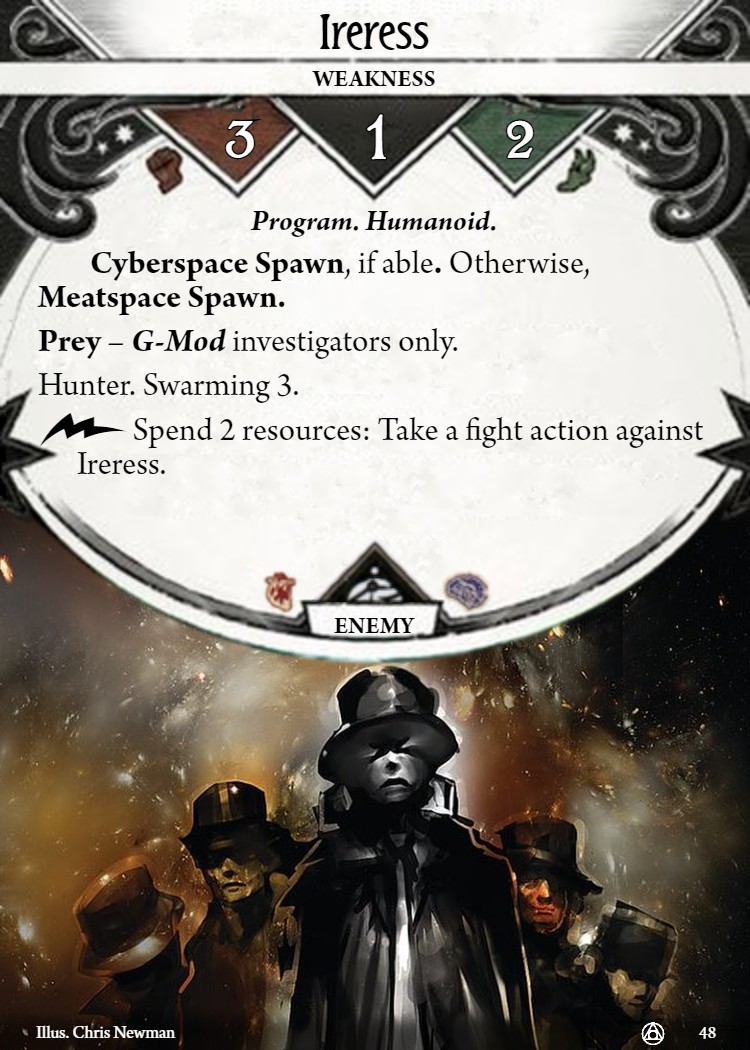 Ireress
WEAKNESS
3 1 2
Program. Humanoid.
Cyberspace Spawn, if able. Otherwise,
Meatspace Spawn.
Prey – G-Mod investigators only.
Hunter. Swarming 3.
Spend 2 resources: Take a fight action against
Ireress.
ENEMY
Illus. Chris Newman 48